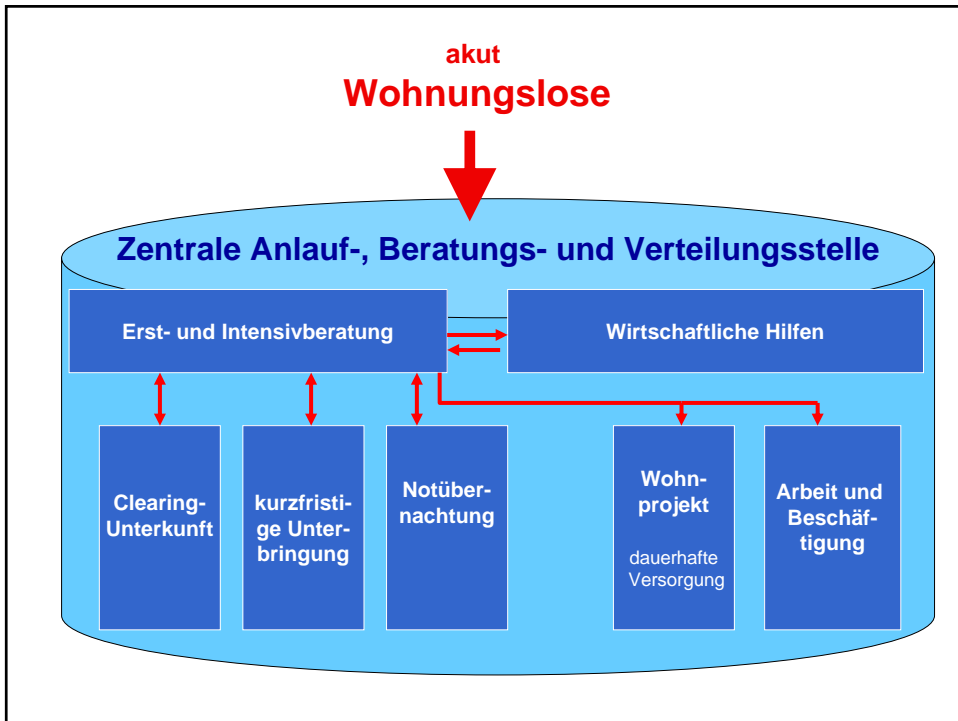 akut
Wohnungslose
Zentrale Anlauf-, Beratungs- und Verteilungsstelle
Erst- und Intensivberatung
Wirtschaftliche Hilfen
Clearing-
Unterkunft
kurzfristi-
ge Unter-
bringung
Notüber-
nachtung
Wohn-
projekt
dauerhafte
Versorgung
Arbeit und
Beschäf-
tigung